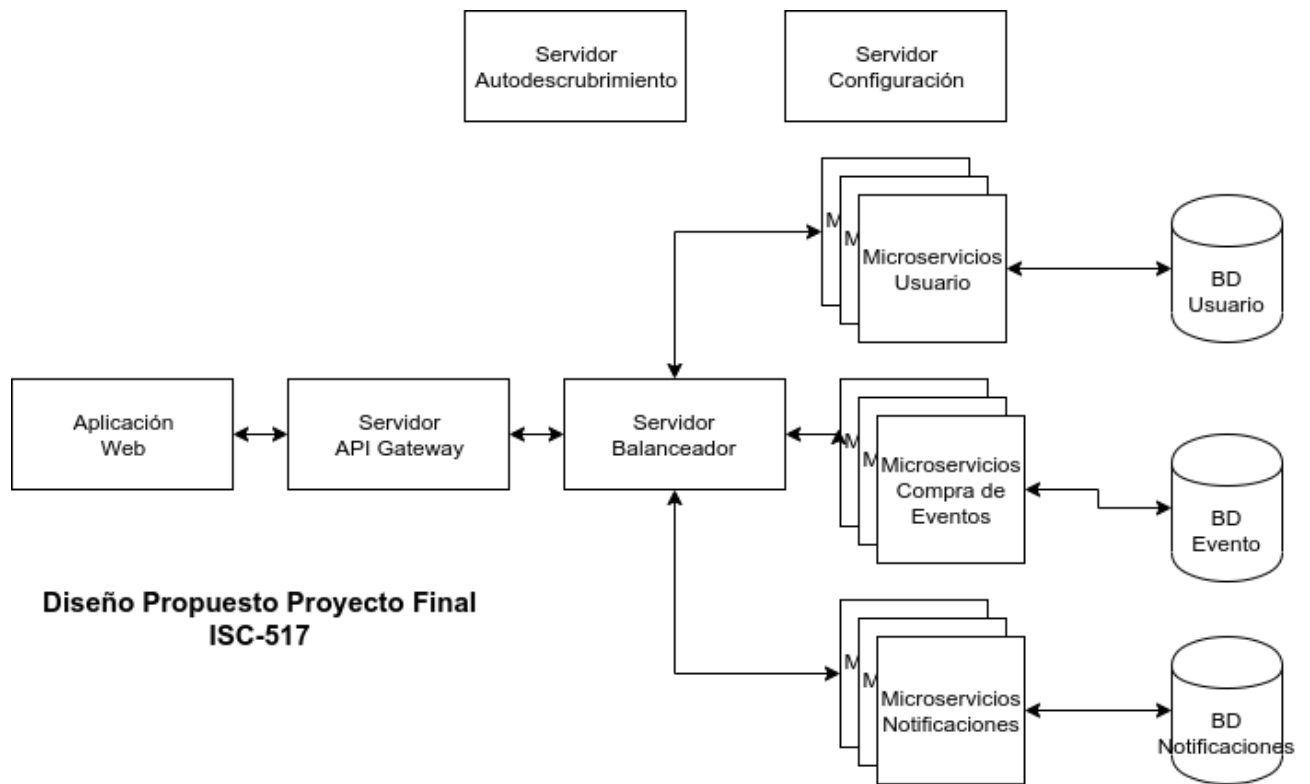 Servidor
Autodescrubrimiento
Servidor
Configuración
M
M
Microservicios
Usuario
BD
Usuario
Aplicación
Web
Servidor
API Gateway
Servidor
Balanceador
M
M
Microservicios
Compra de
Eventos
BD
Evento
Diseño Propuesto Proyecto Final
ISC-517
M
M
Microservicios
Notificaciones
BD
Notificaciones